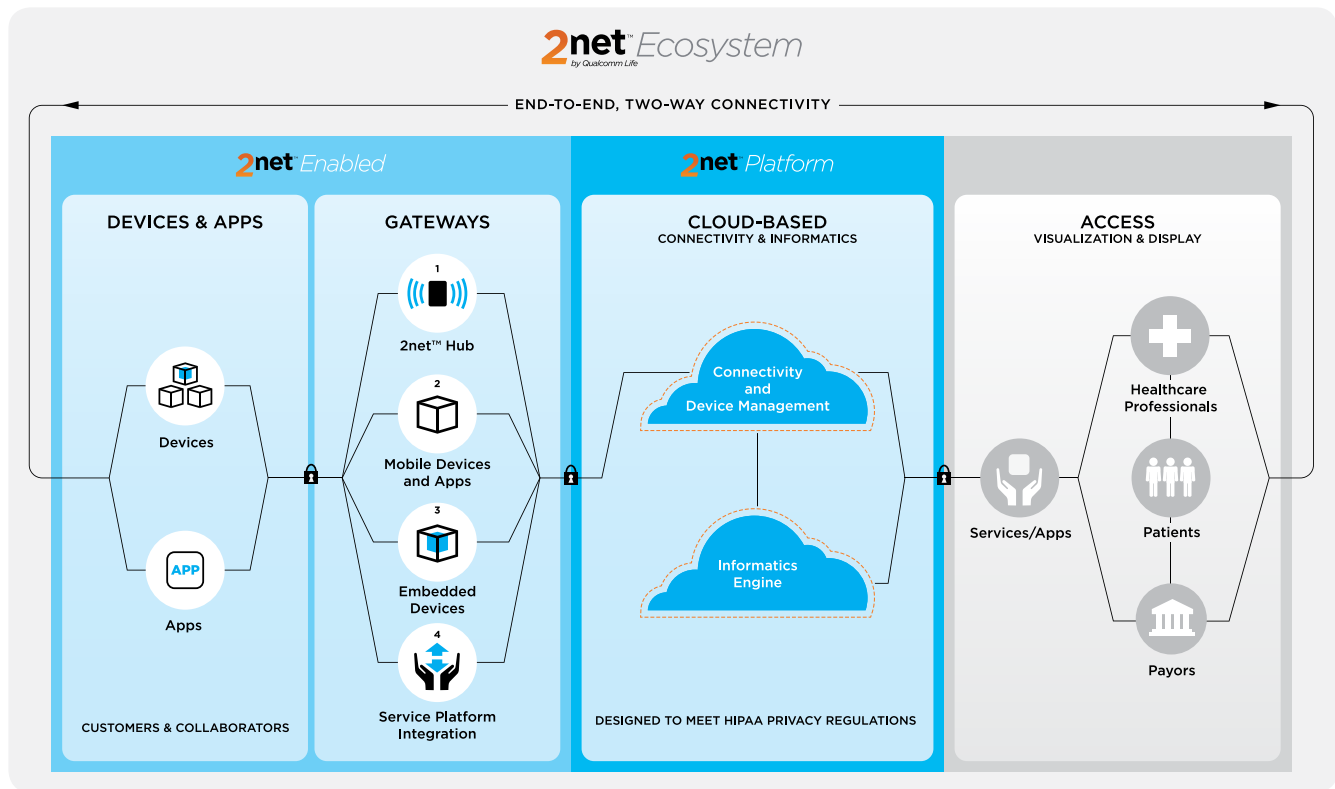 2net™ Ecosystem
by Qualcomm Life
END-TO-END, TWO-WAY CONNECTIVITY
2net™ Enabled
2net™ Platform
DEVICES & APPS
Devices
APP
Apps
CUSTOMERS & COLLABORATORS
GATEWAYS
1
2net™ Hub
2
Mobile Devices
and Apps
3
Embedded
Devices
4
Service Platform
Integration
CLOUD-BASED
CONNECTIVITY & INFORMATICS
Connectivity
and
Device Management
Informatics
Engine
DESIGNED TO MEET HIPAA PRIVACY REGULATIONS
ACCESS
VISUALIZATION & DISPLAY
Services/Apps
Healthcare
Professionals
Patients
Payors